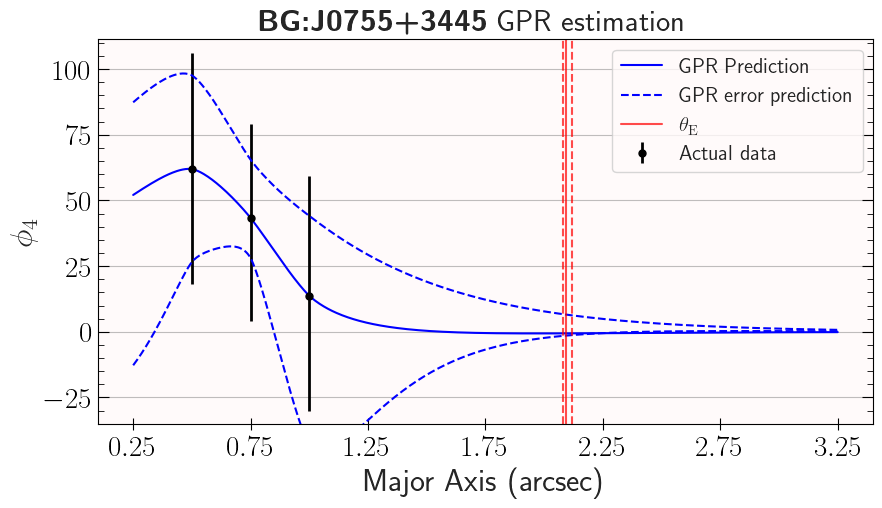 BG:J0755+3445 GPR estimation
100
75
50
25
0
−25
ϕ4
GPR Prediction
GPR error prediction
θE
Actual data
0.25 0.75 1.25 1.75 2.25 2.75 3.25
Major Axis (arcsec)